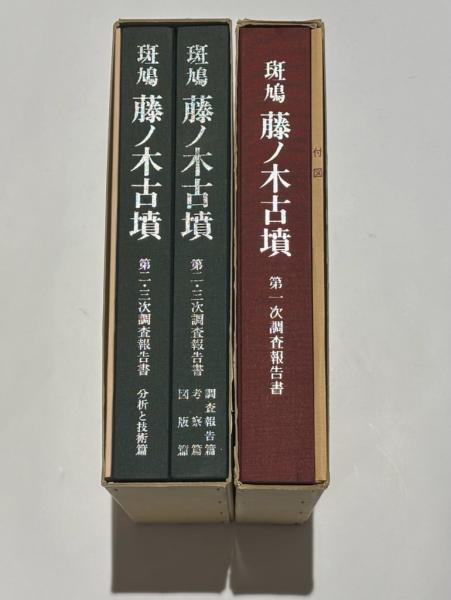 斑鳩 藤ノ木古墳 第二・三次調査報告書 分析と技術篇
斑鳩 藤ノ木古墳 第二・三次調査報告書
調査報告篇
考察篇
図版篇
斑鳩 藤ノ木古墳 第一次調査報告書
付図